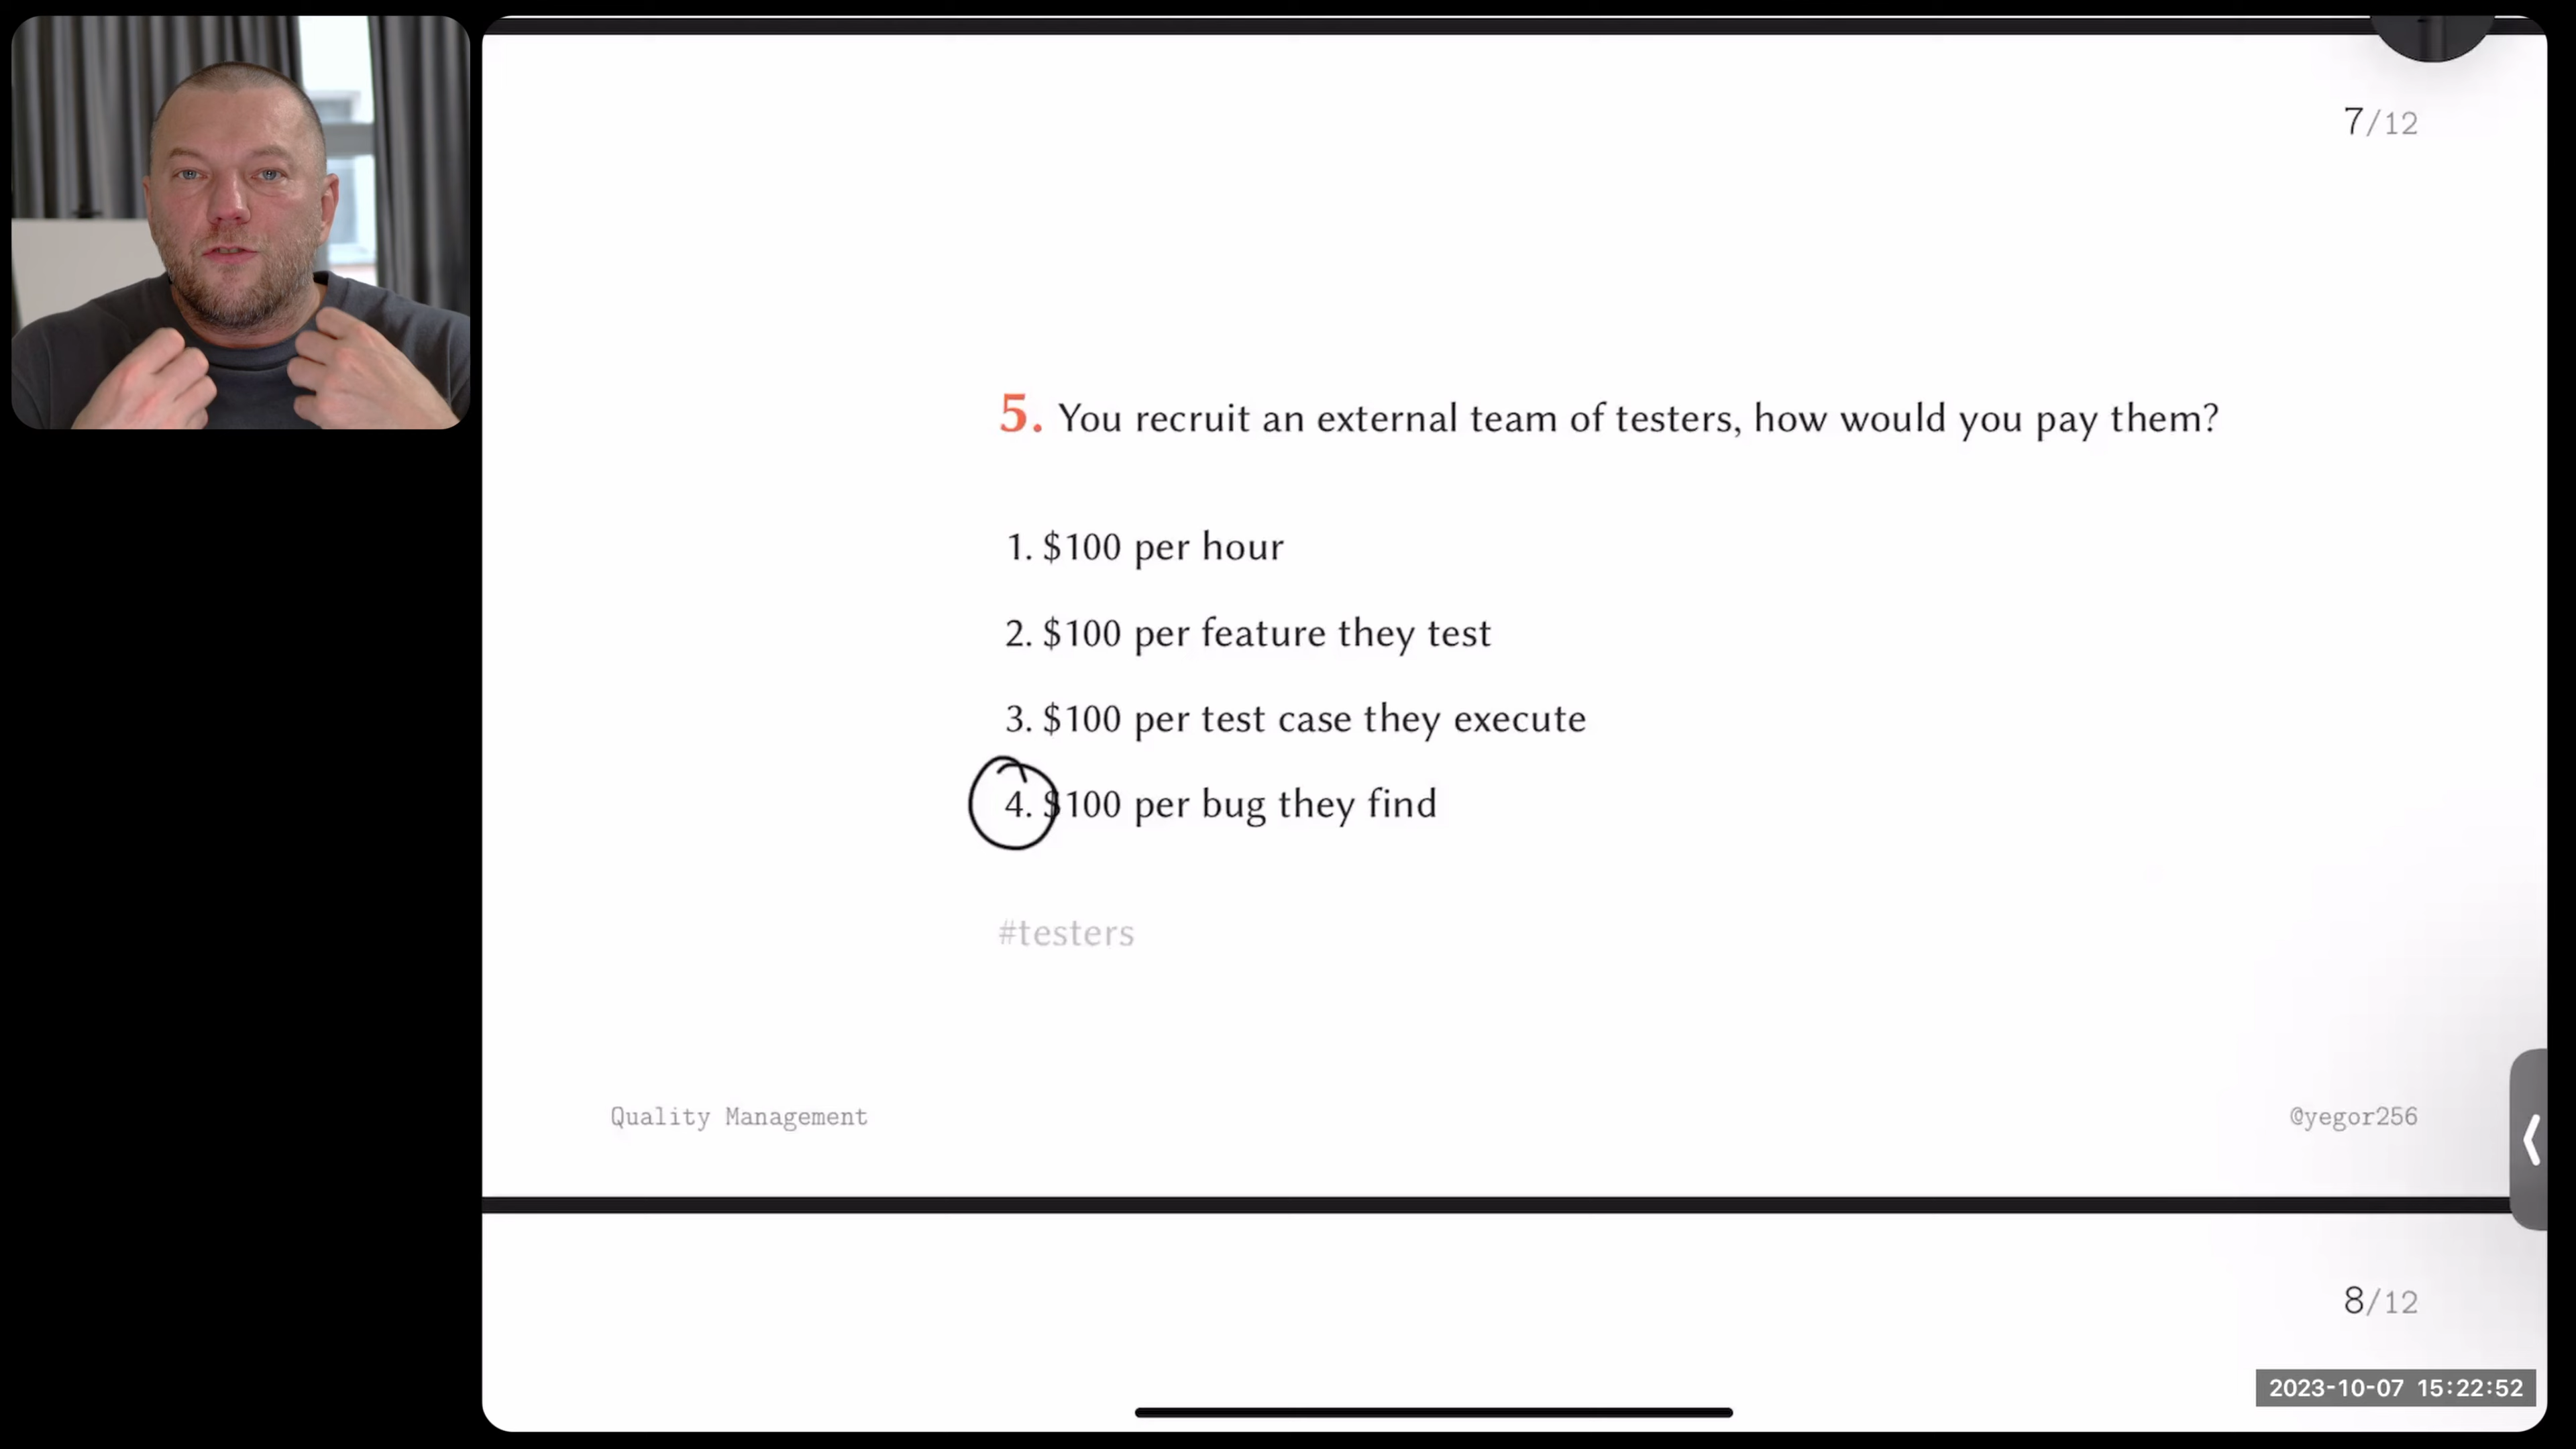 7/12
5. You recruit an external team of testers, how would you pay them?
1. $100 per hour
2. $100 per feature they test
3. $100 per test case they execute
4. $100 per bug they find
#testers
Quality Management
@yegor256
8/12
2023-10-07 15:22:52